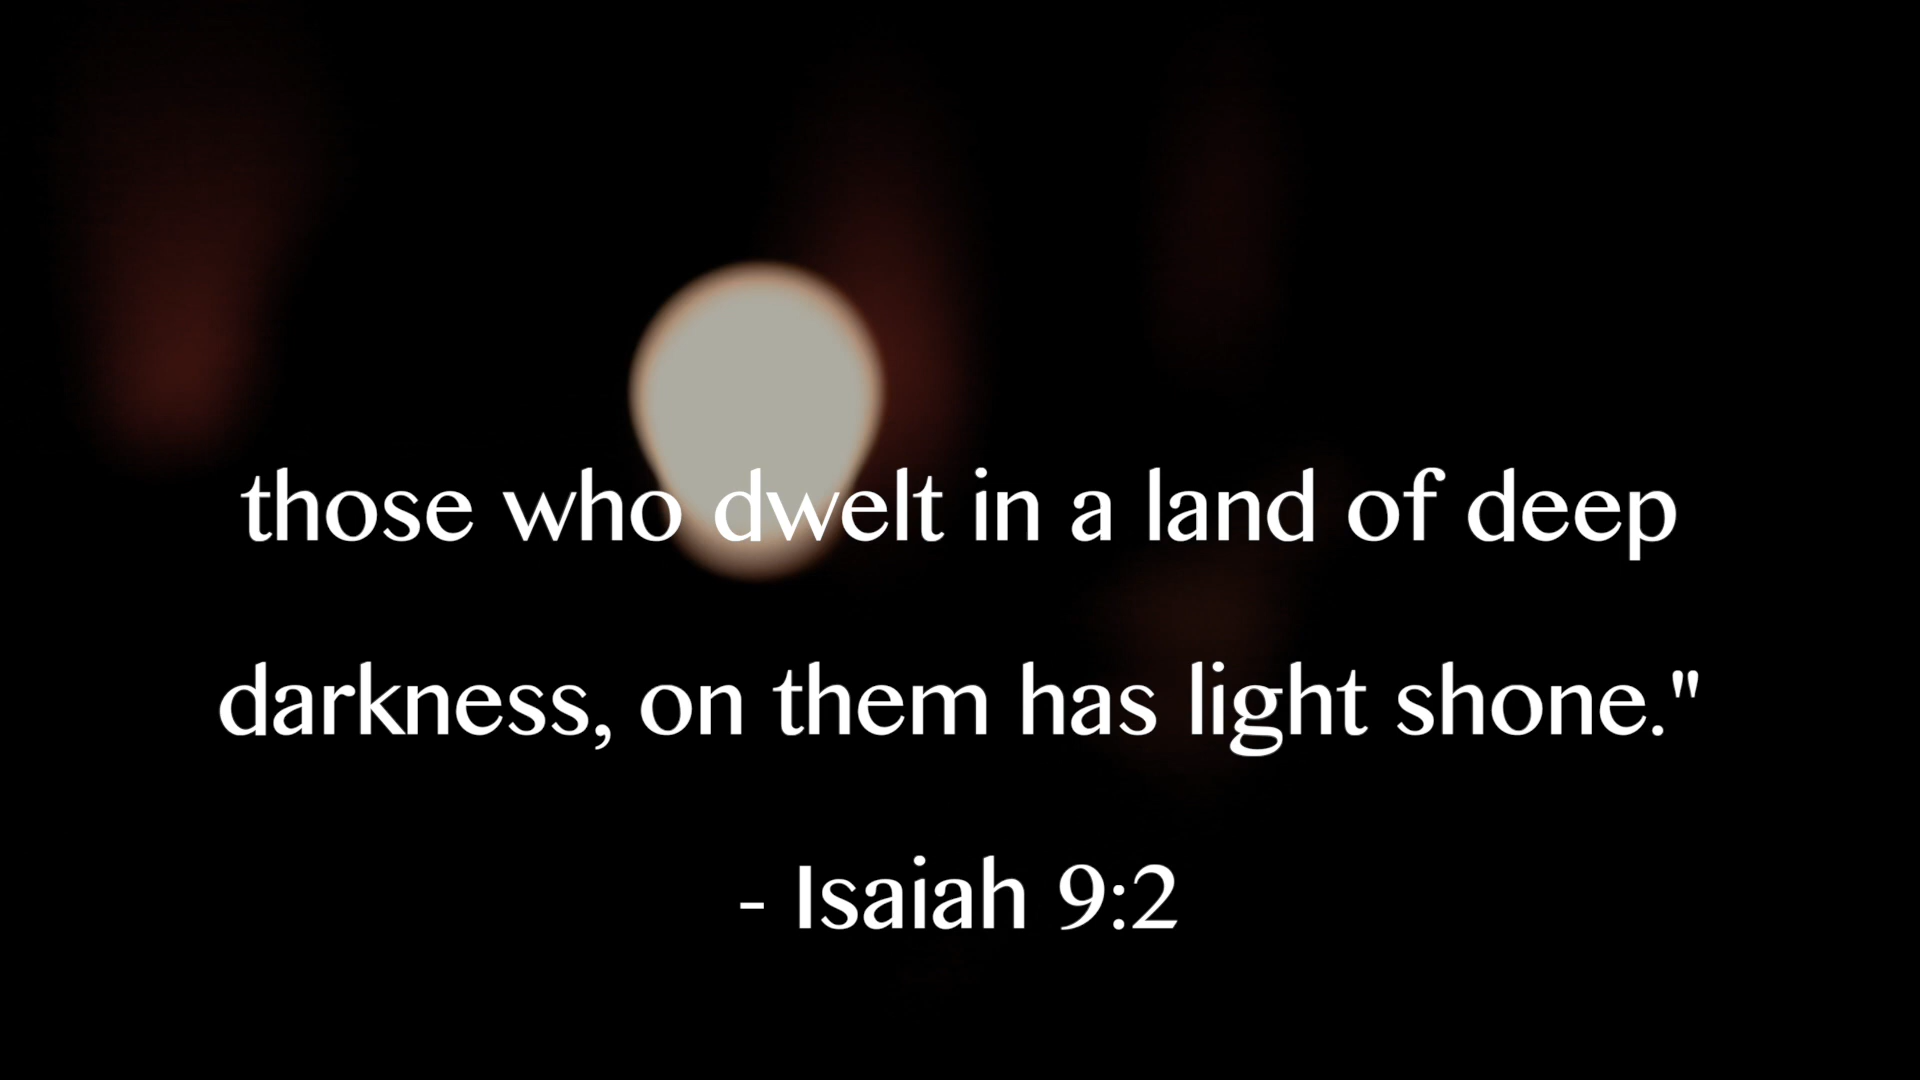 those who dwelt in a land of deep
darkness, on them has light shone."
- Isaiah 9:2